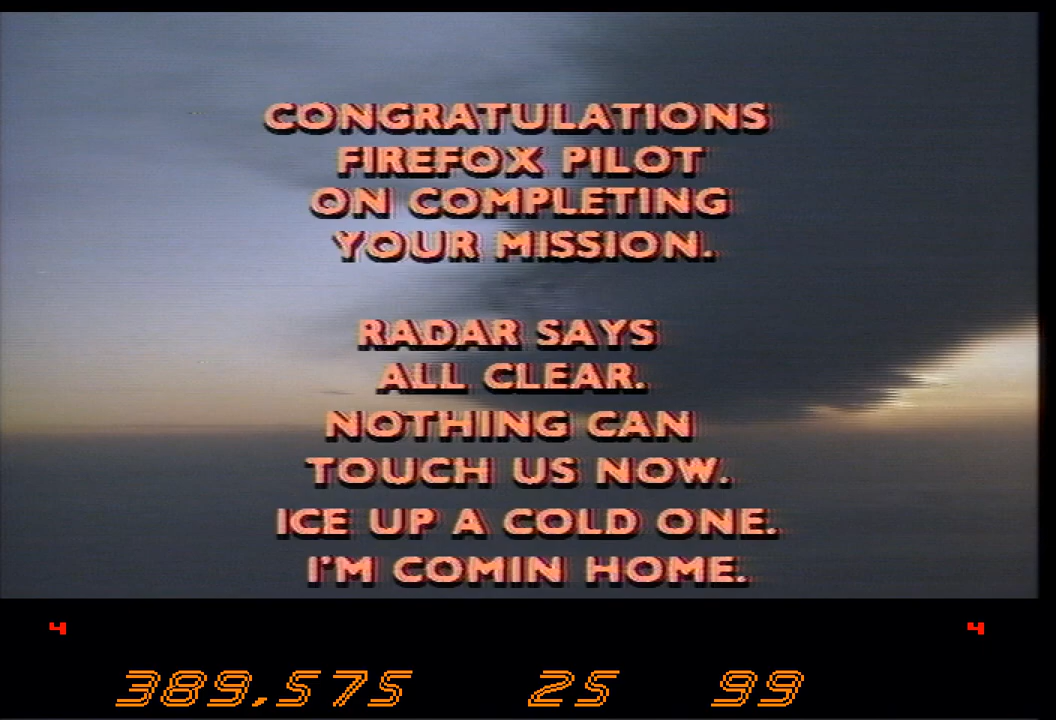 CONGRATULATIONS
FIREFOX PILOT
ON COMPLETING
YOUR MISSION.
RADAR SAYS
ALL CLEAR.
NOTHING CAN
TOUCH US NOW.
ICE UP A COLD ONE.
I'M COMIN HOME.
4 4
389,575 25 99